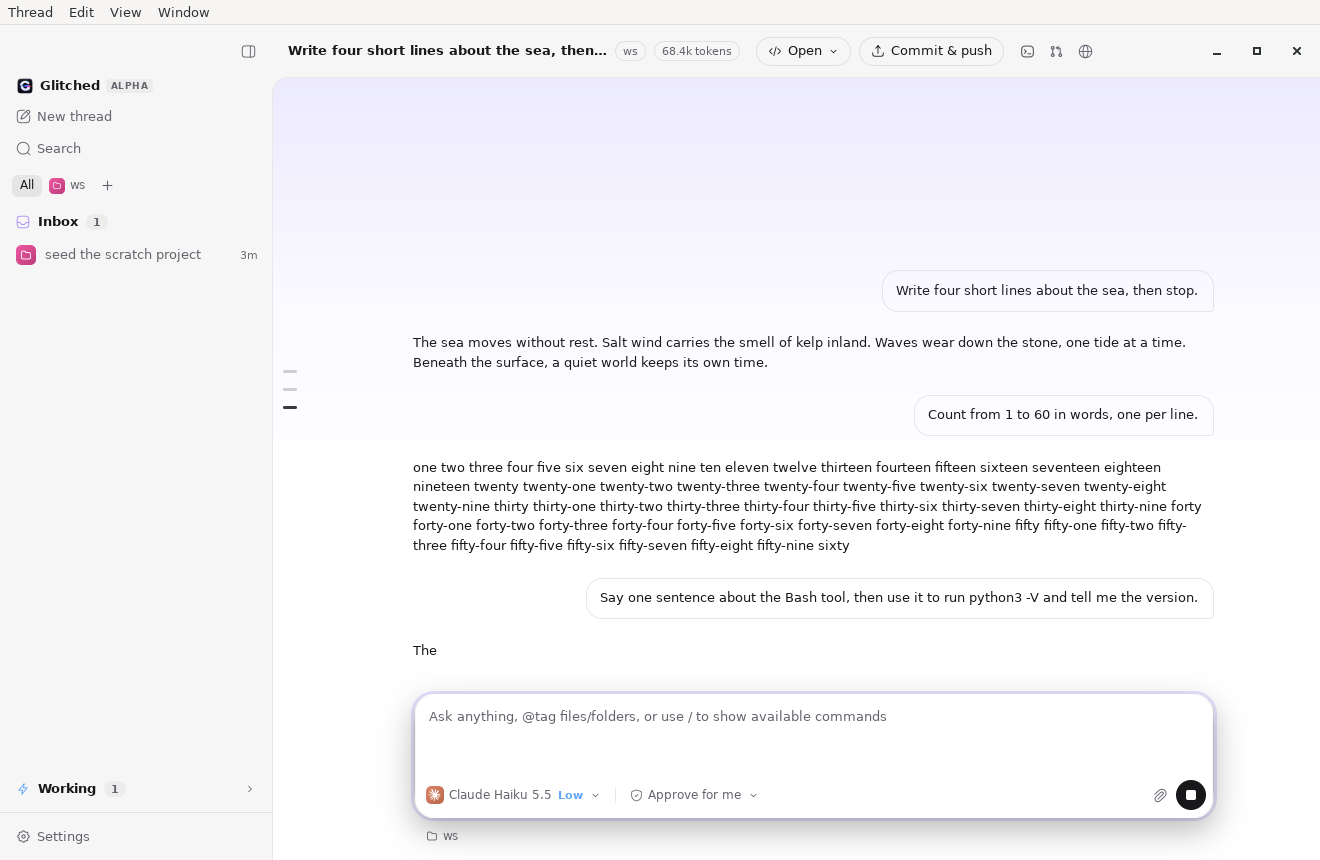 Thread Edit View Window
Write four short lines about the sea, then... ws 68.4k tokens Open Commit & push
Glitched ALPHA
New thread
Search
All ws
Inbox 1
seed the scratch project 3m
Write four short lines about the sea, then stop.
The sea moves without rest. Salt wind carries the smell of kelp inland. Waves wear down the stone, one tide at a time.
Beneath the surface, a quiet world keeps its own time.
Count from 1 to 60 in words, one per line.
one two three four five six seven eight nine ten eleven twelve thirteen fourteen fifteen sixteen seventeen eighteen
nineteen twenty twenty-one twenty-two twenty-three twenty-four twenty-five twenty-six twenty-seven twenty-eight
twenty-nine thirty thirty-one thirty-two thirty-three thirty-four thirty-five thirty-six thirty-seven thirty-eight thirty-nine forty
forty-one forty-two forty-three forty-four forty-five forty-six forty-seven forty-eight forty-nine fifty fifty-one fifty-two fifty-
three fifty-four fifty-five fifty-six fifty-seven fifty-eight fifty-nine sixty
Say one sentence about the Bash tool, then use it to run python3 -V and tell me the version.
The
Ask anything, @tag files/folders, or use / to show available commands
Claude Haiku 5.5 Low Approve for me
Working 1
ws
Settings